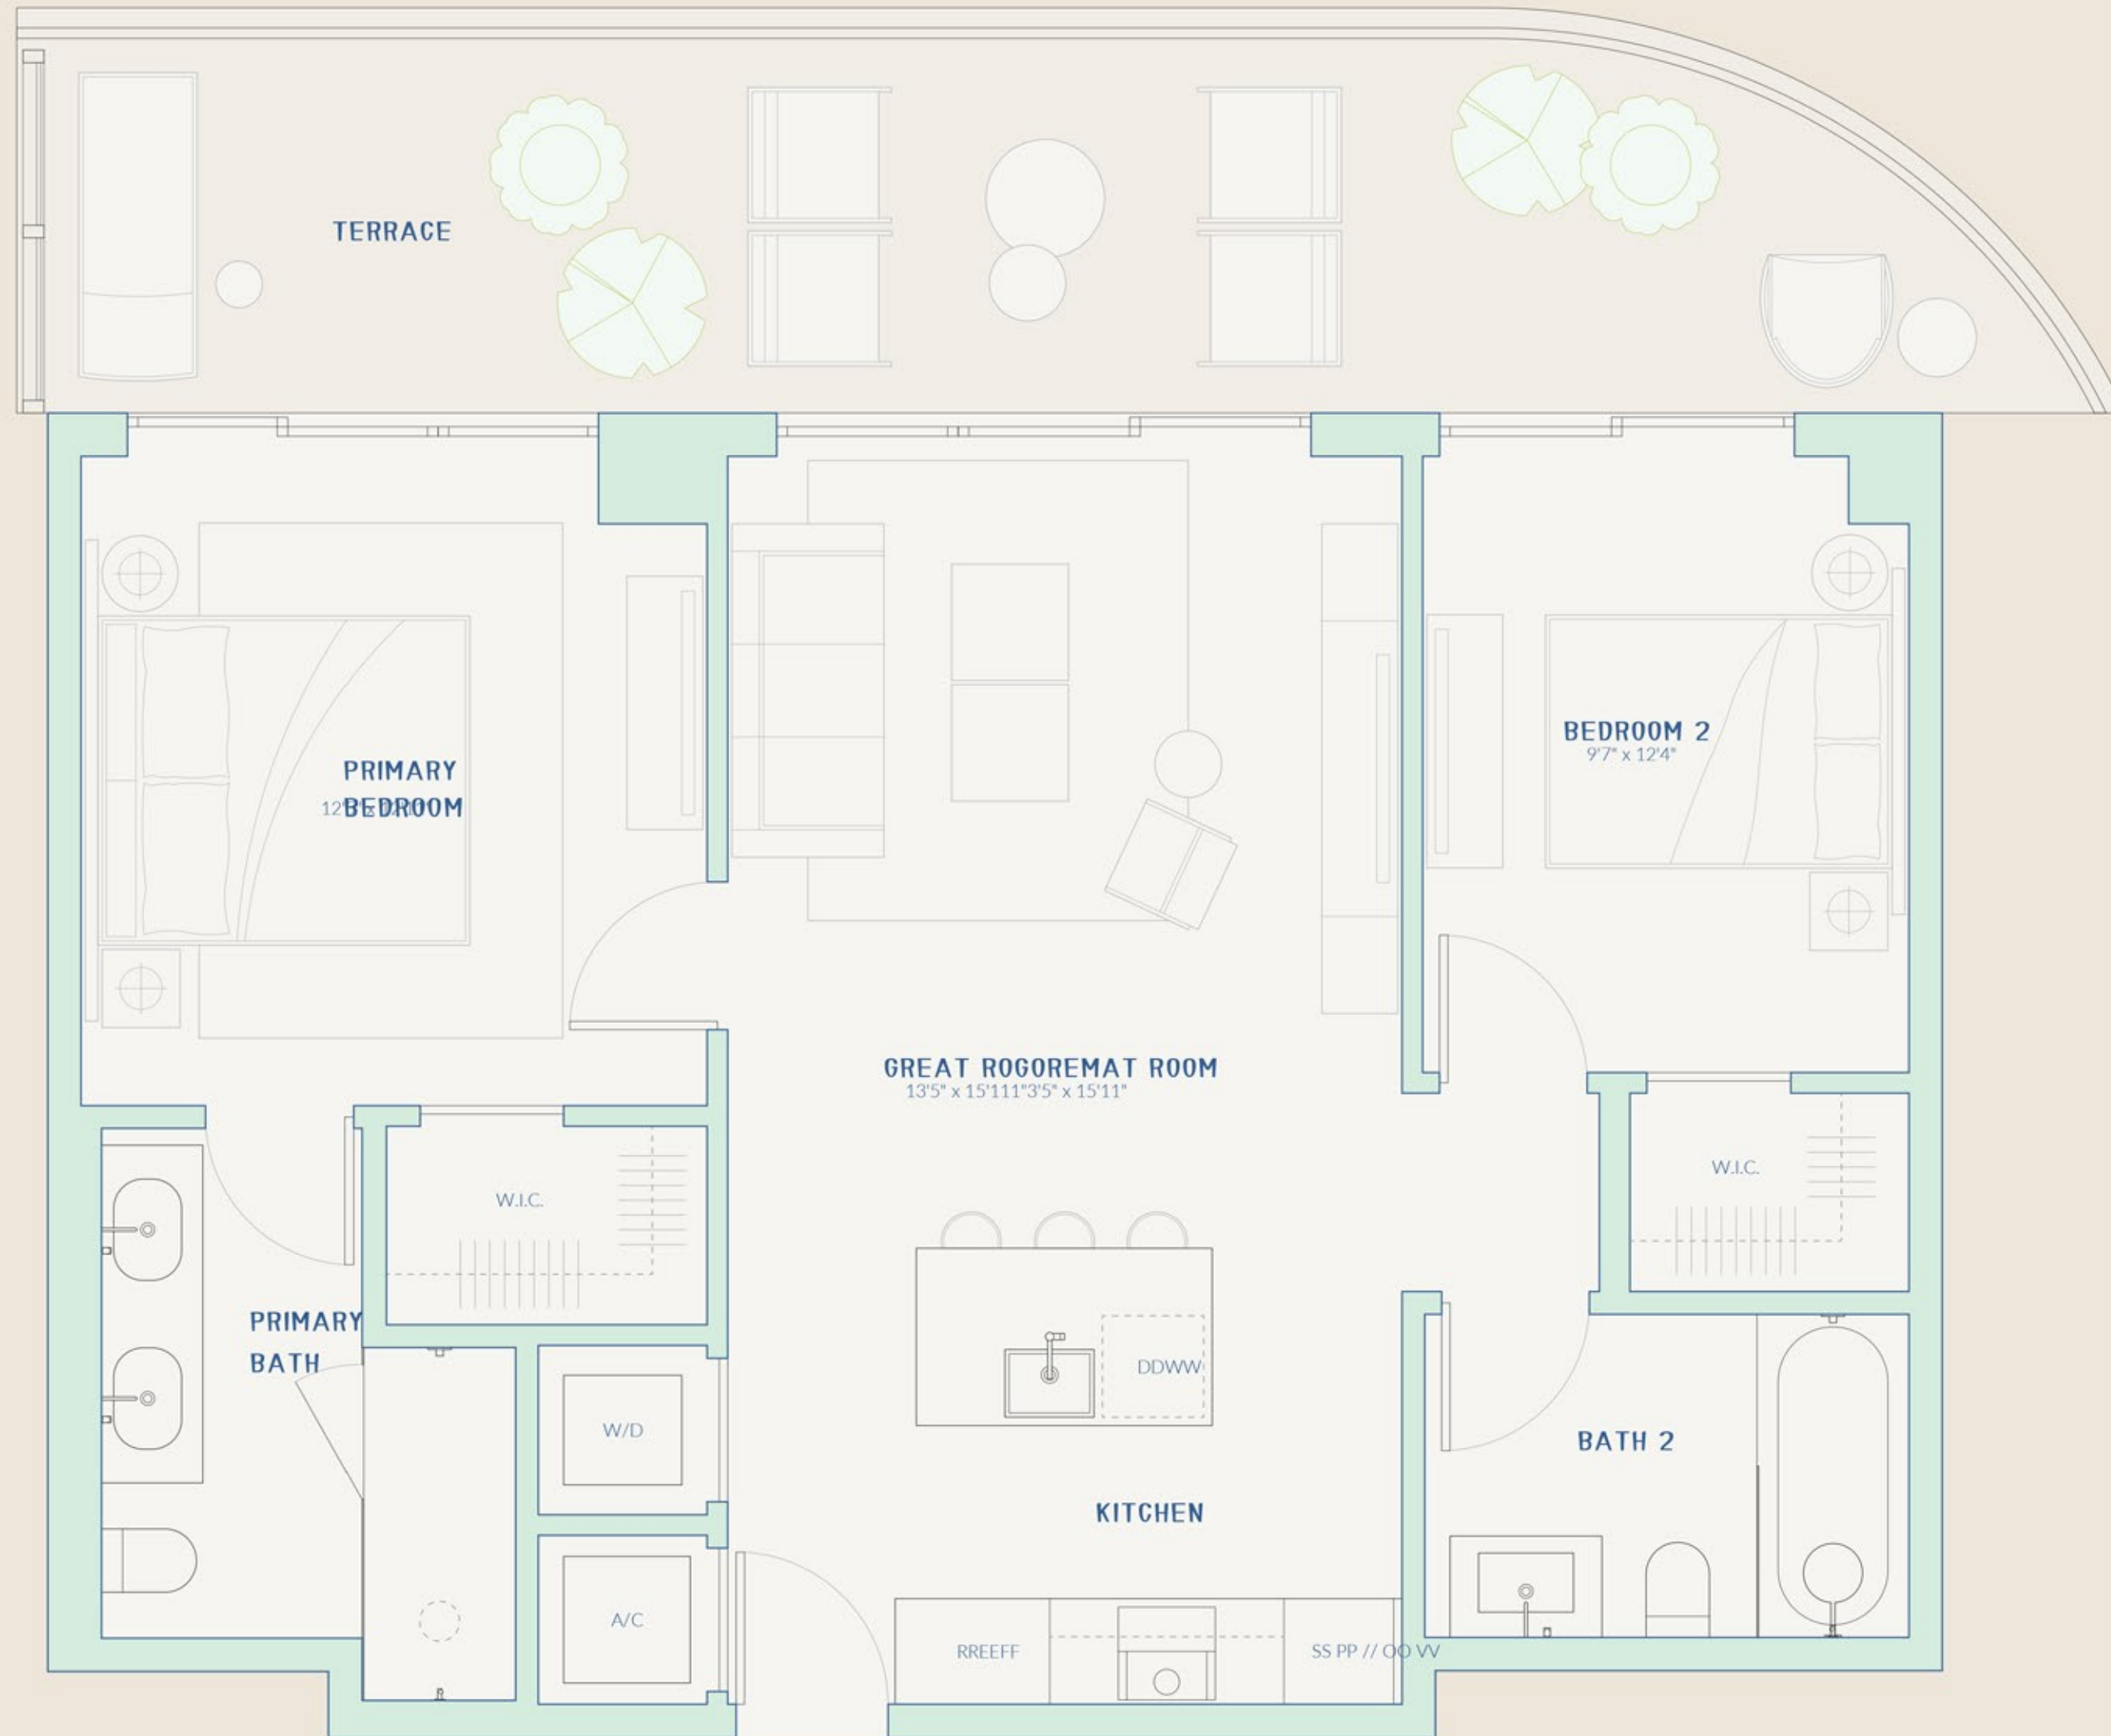 TERRACE
PRIMARY
BEDROOM
BEDROOM 2
9'7" x 12'4"
GREAT ROGOREMAT ROOM
13'5" x 15'111"3'5" x 15'11"
W.I.C.
W.I.C.
PRIMARY
BATH
DDWW
W/D
BATH 2
KITCHEN
A/C
RREEFF
SS PP // OO VV